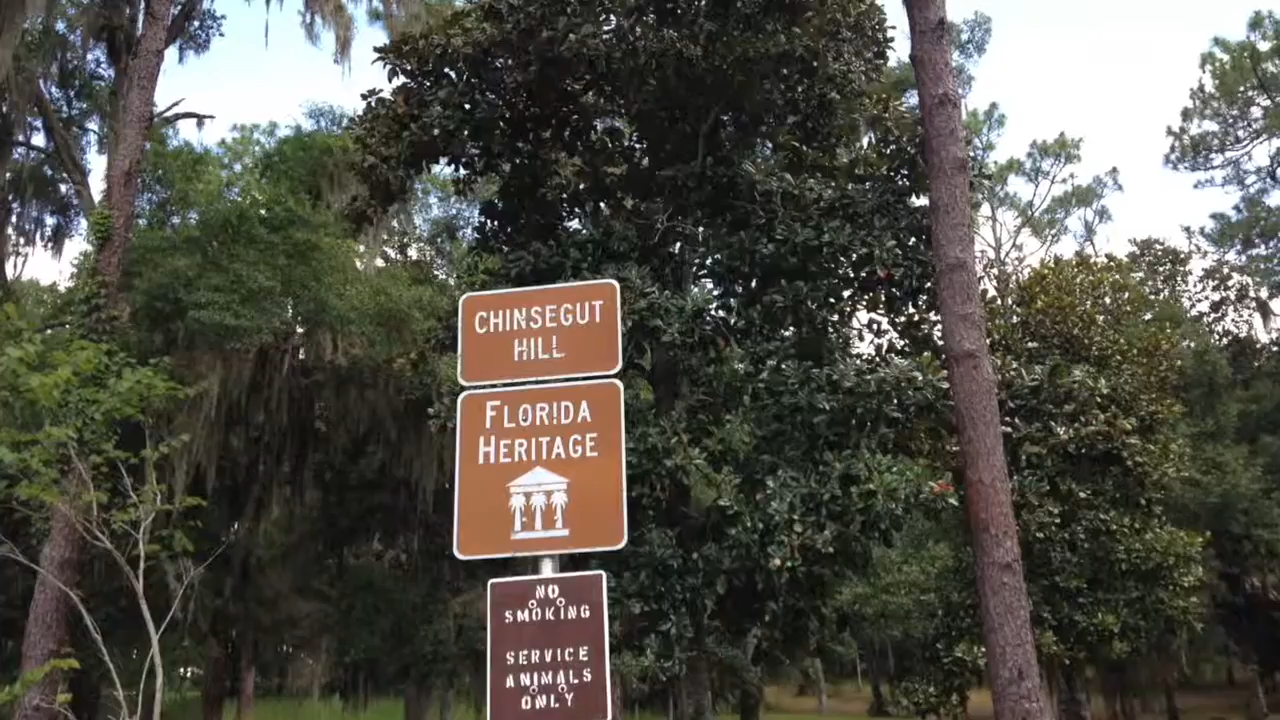 CHINSEGUT
HILL
FLORIDA
HERITAGE
NO
SMOKING
SERVICE
ANIMALS
ONLY